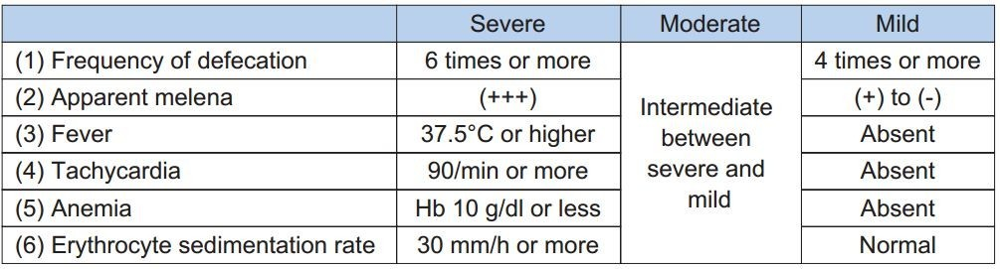 Severe Moderate Mild
(1) Frequency of defecation 6 times or more 4 times or more
(2) Apparent melena (+++) (+) to (-)
(3) Fever 37.5°C or higher Absent
(4) Tachycardia 90/min or more Absent
(5) Anemia Hb 10 g/dl or less Absent
(6) Erythrocyte sedimentation rate 30 mm/h or more Normal
Intermediate
between
severe and
mild